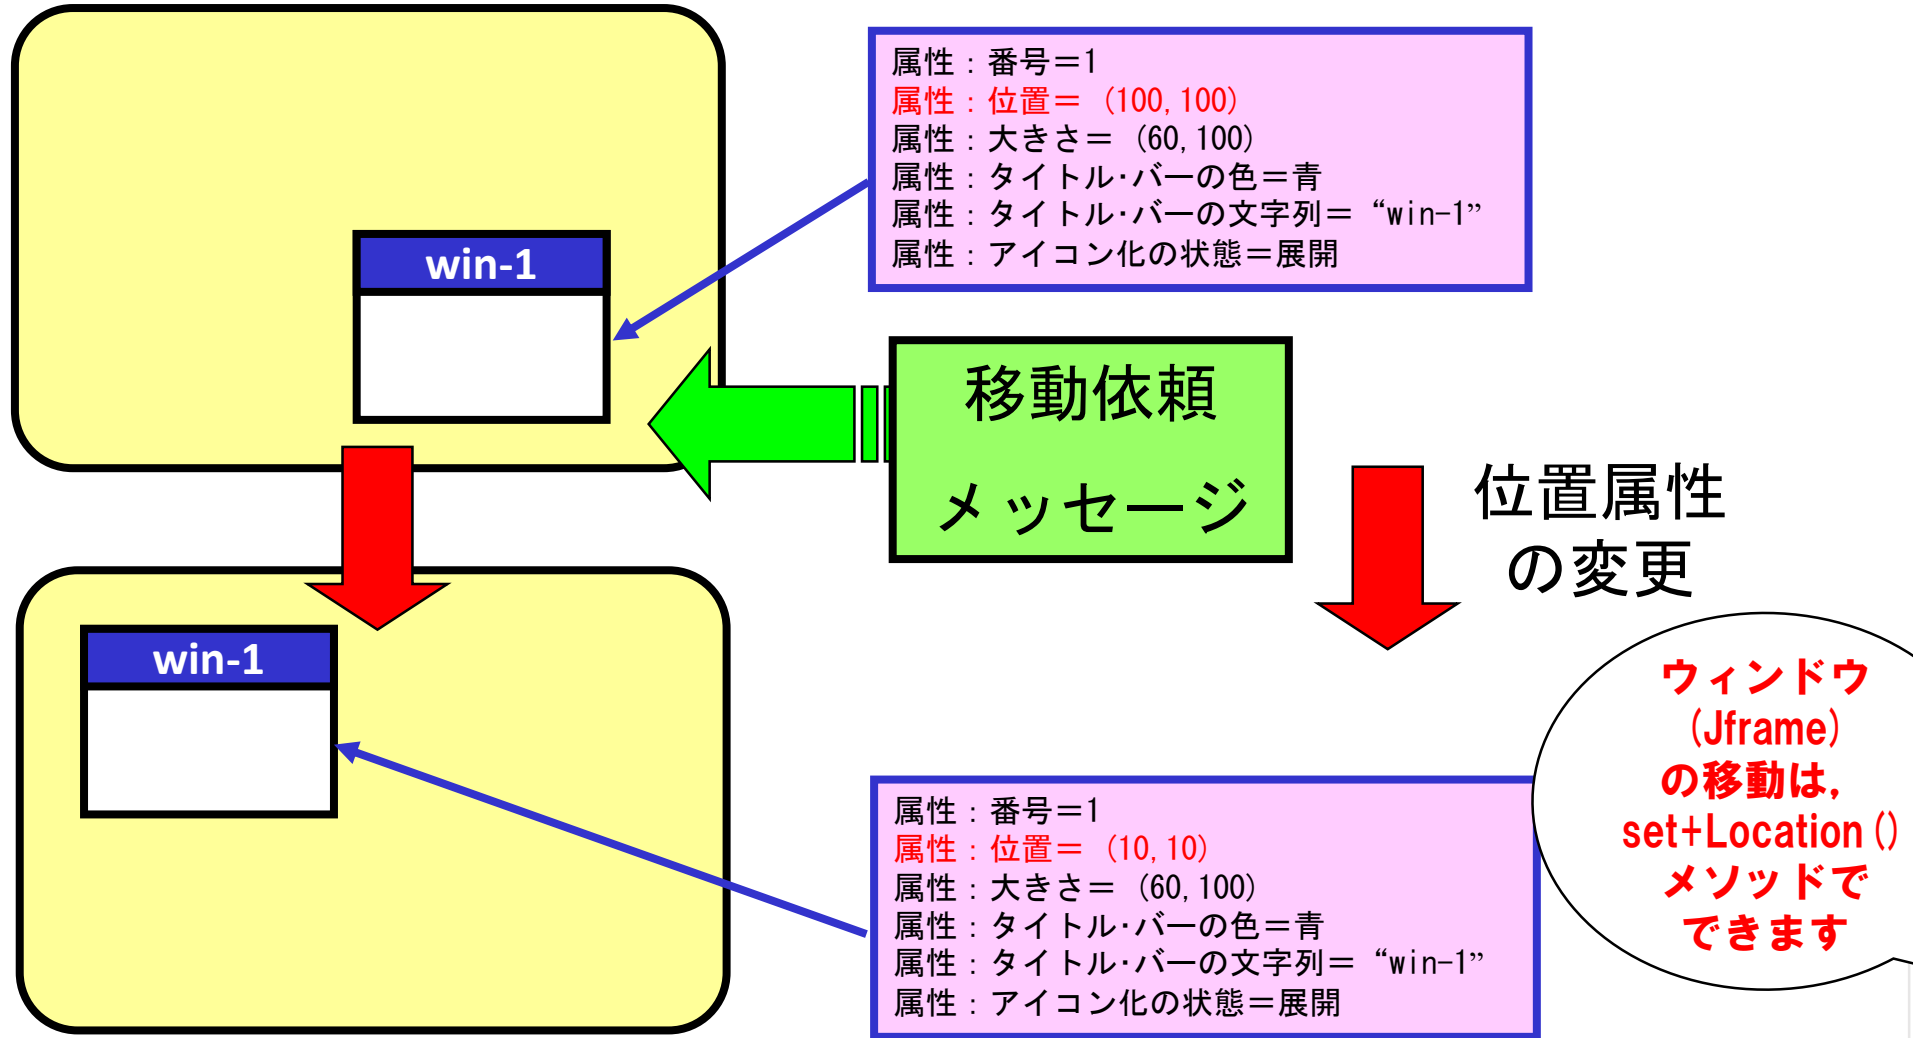 属性：番号＝1
属性：位置＝（100,100）
属性：大きさ＝（60,100）
属性：タイトル･バーの色＝青
属性：タイトル･バーの文字列＝“win-1”
属性：アイコン化の状態＝展開
win-1
移動依頼
メッセージ
位置属性
の変更
win-1
ウィンドウ
(Jframe)
の移動は,
set+Location()
メソッドで
できます
属性：番号＝1
属性：位置＝（10,10）
属性：大きさ＝（60,100）
属性：タイトル･バーの色＝青
属性：タイトル･バーの文字列＝“win-1”
属性：アイコン化の状態＝展開